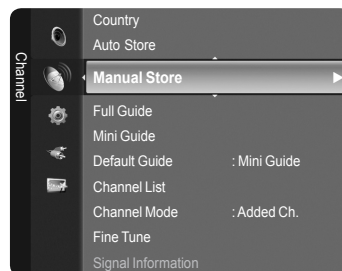 Channel
Country
Auto Store
Manual Store
Full Guide
Mini Guide
Default Guide : Mini Guide
Channel List
Channel Mode : Added Ch.
Fine Tune
Signal Information